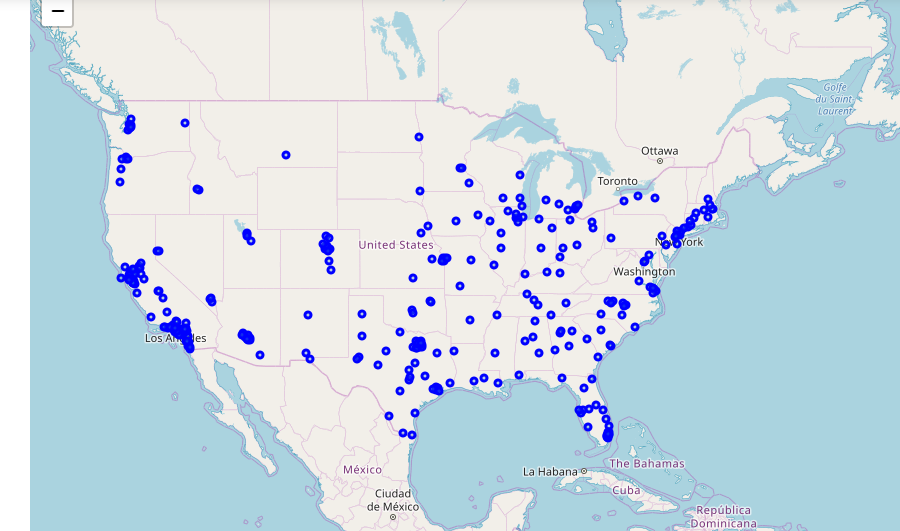 −
Golfe
du Saint-
Laurent
Ottawa
Toronto
United States
New York
Washington
Los Angeles
México
Ciudad
de México
La Habana
The Bahamas
Cuba
República
Dominicana